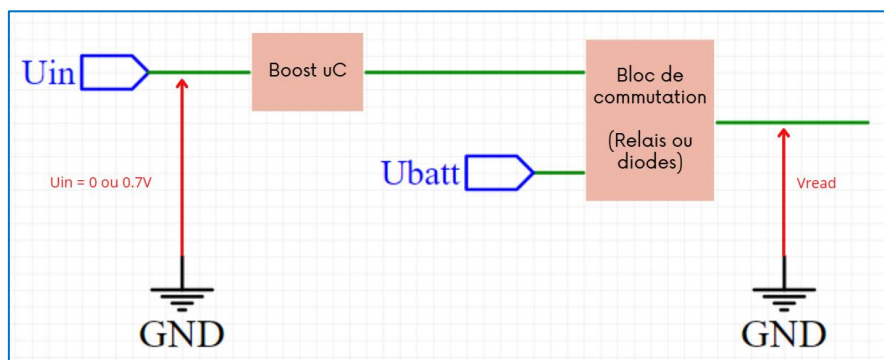 Uin
Boost uC
Bloc de
commutation
(Relais ou
diodes)
Ubatt
Uin = 0 ou 0.7V
Vread
GND
GND